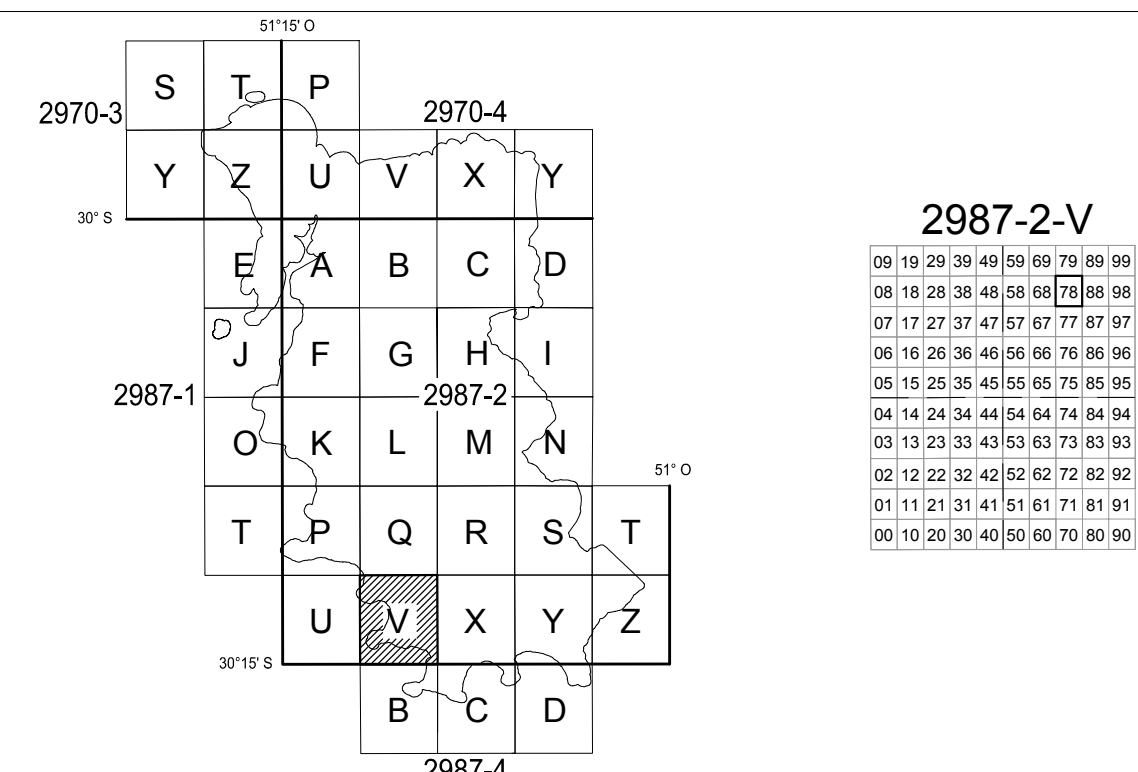 51°15' O
S T P
2970-3 2970-4
Y Z U V X Y
30° S
E A B C D
J F G H I
2987-1 2987-2
O K L M N
51° O
T P Q R S T
U V X Y Z
30°15' S
B C D
2987-4
2987-2-V
09 19 29 39 49 59 69 79 89 99
08 18 28 38 48 58 68 78 88 98
07 17 27 37 47 57 67 77 87 97
06 16 26 36 46 56 66 76 86 96
05 15 25 35 45 55 65 75 85 95
04 14 24 34 44 54 64 74 84 94
03 13 23 33 43 53 63 73 83 93
02 12 22 32 42 52 62 72 82 92
01 11 21 31 41 51 61 71 81 91
00 10 20 30 40 50 60 70 80 90